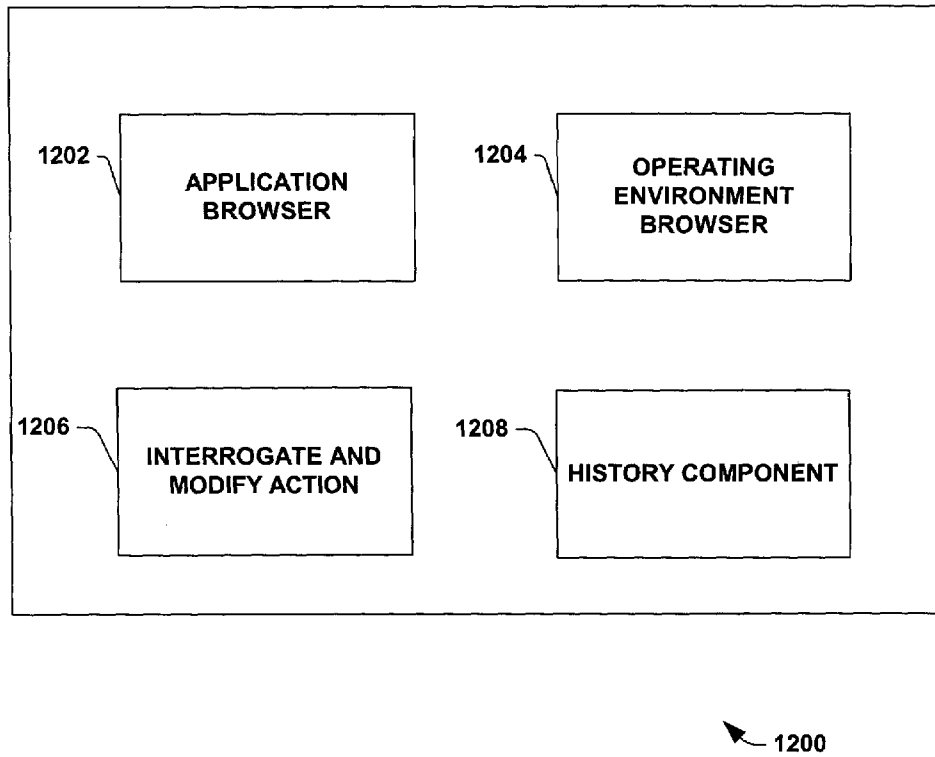 1202
APPLICATION
BROWSER
1204
OPERATING
ENVIRONMENT
BROWSER
1206
INTERROGATE AND
MODIFY ACTION
1208
HISTORY COMPONENT
1200